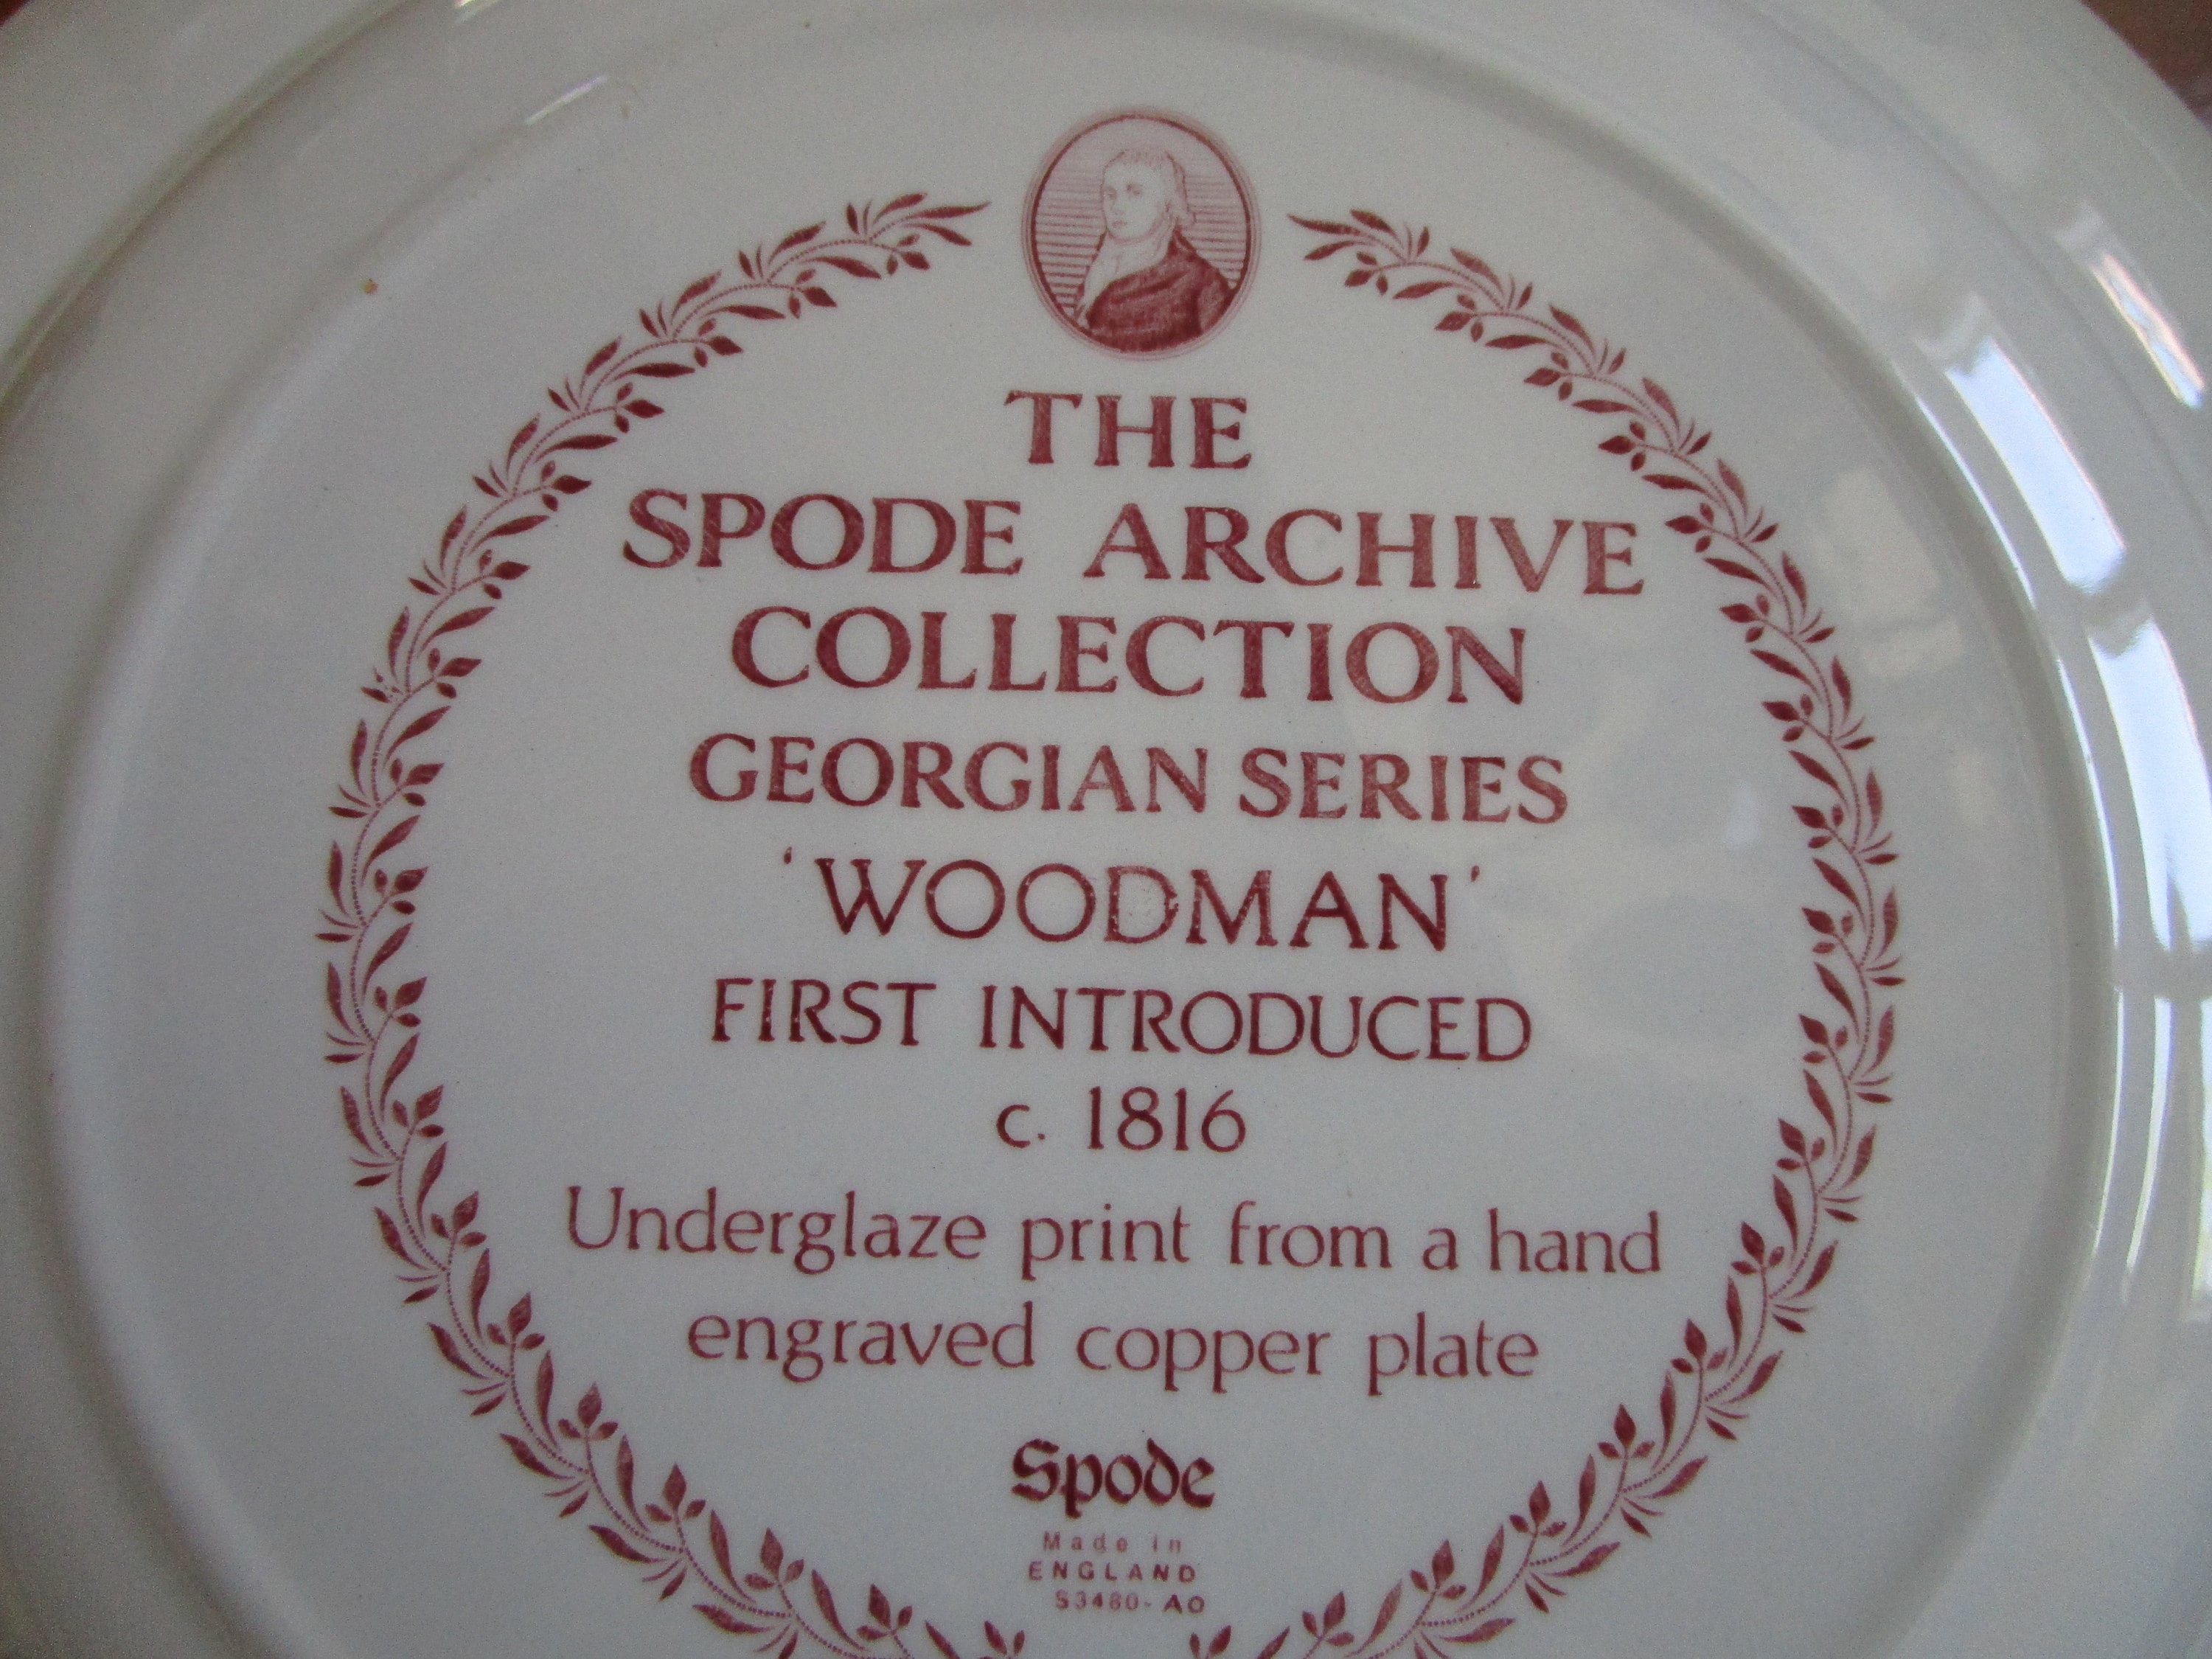 THE
SPODE ARCHIVE
COLLECTION
GEORGIAN SERIES
'WOODMAN'
FIRST INTRODUCED
c. 1816
Underglaze print from a hand
engraved copper plate
Spode
Made in
ENGLAND
S3480-AO